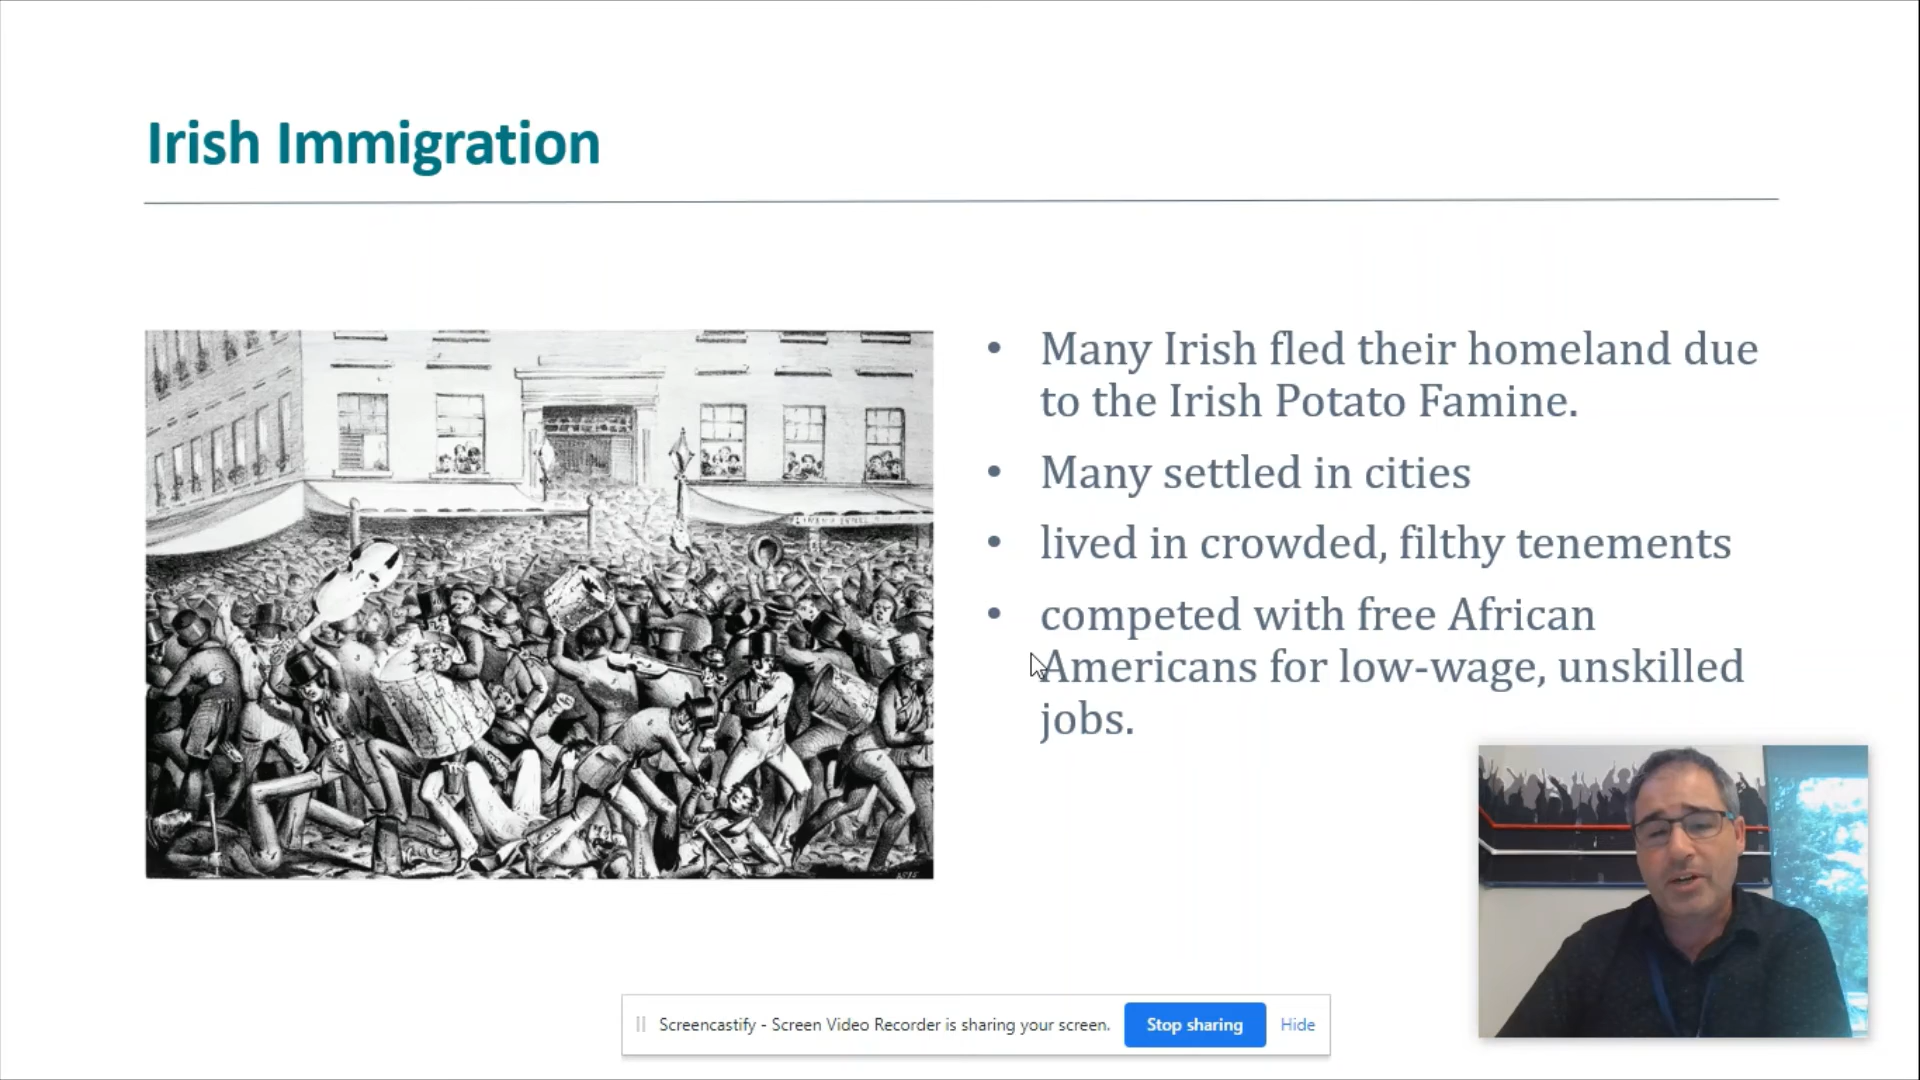 Irish Immigration
• Many Irish fled their homeland due
to the Irish Potato Famine.
• Many settled in cities
• lived in crowded, filthy tenements
• competed with free African
Americans for low-wage, unskilled
jobs.
Screencastify - Screen Video Recorder is sharing your screen. Stop sharing Hide